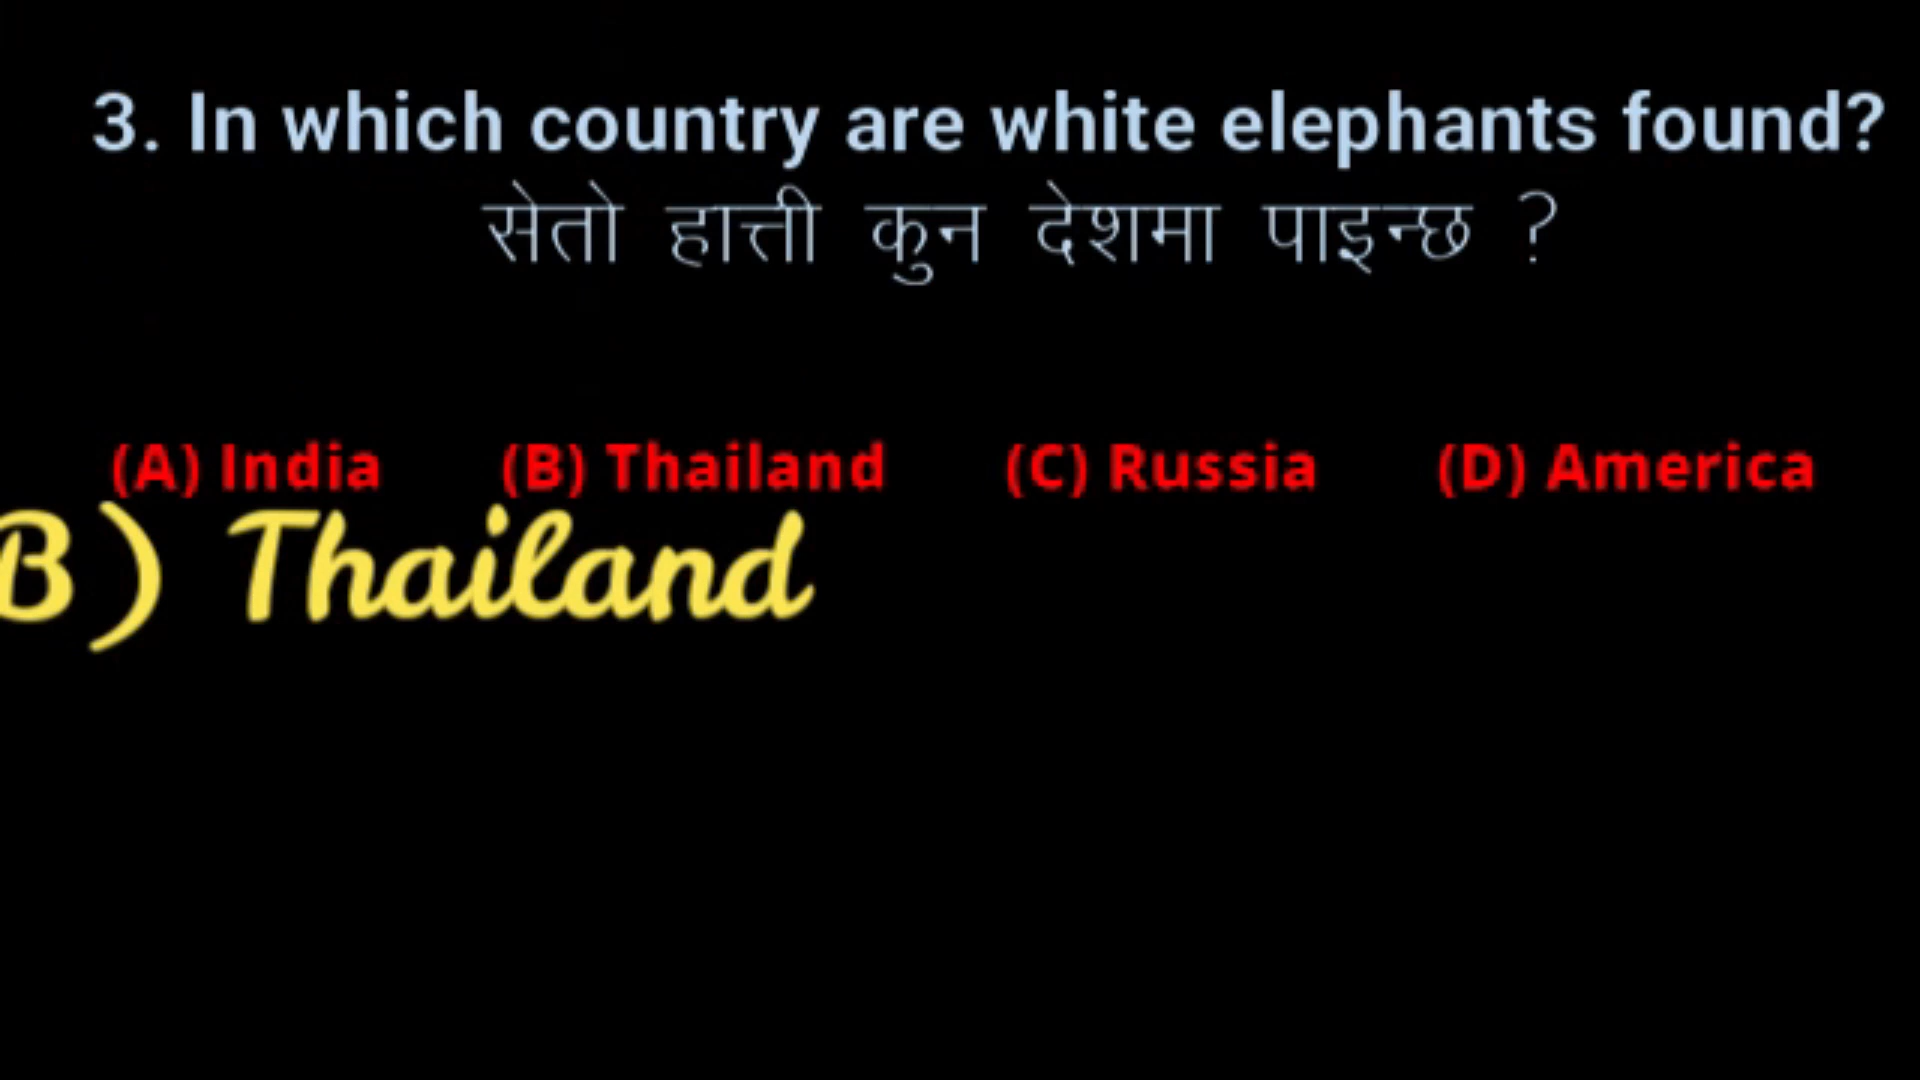 3. In which country are white elephants found?
सेतो हात्ती कुन देशमा पाइन्छ ?
(A) India (B) Thailand (C) Russia (D) America
B) Thailand